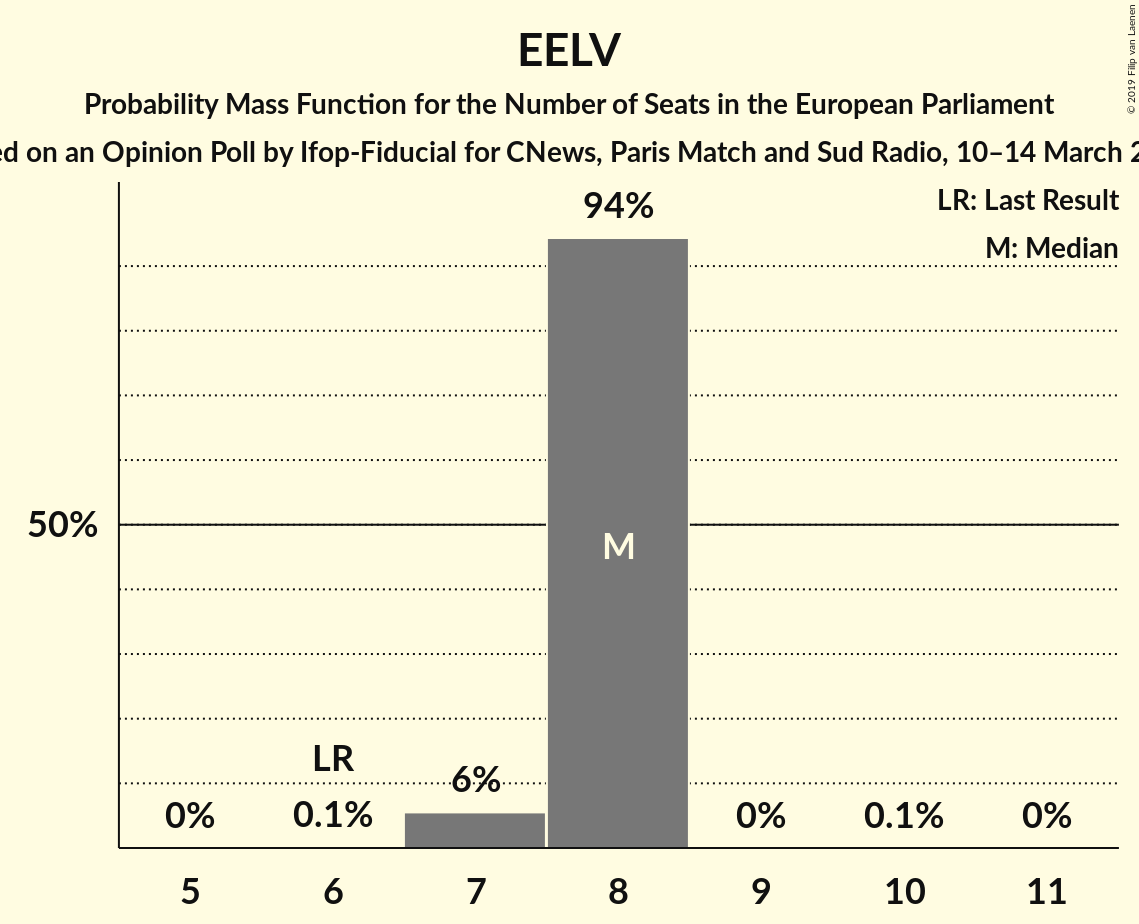 EELV
Probability Mass Function for the Number of Seats in the European Parliament
on an Opinion Poll by Ifop-Fiducial for CNews, Paris Match and Sud Radio, 10–14 March
LR: Last Result
M: Median
94%
50%
M
LR
6%
0%
0.1%
0%
0.1%
0%
5 6 7 8 9 10 11
© 2019 Filip van Laenen